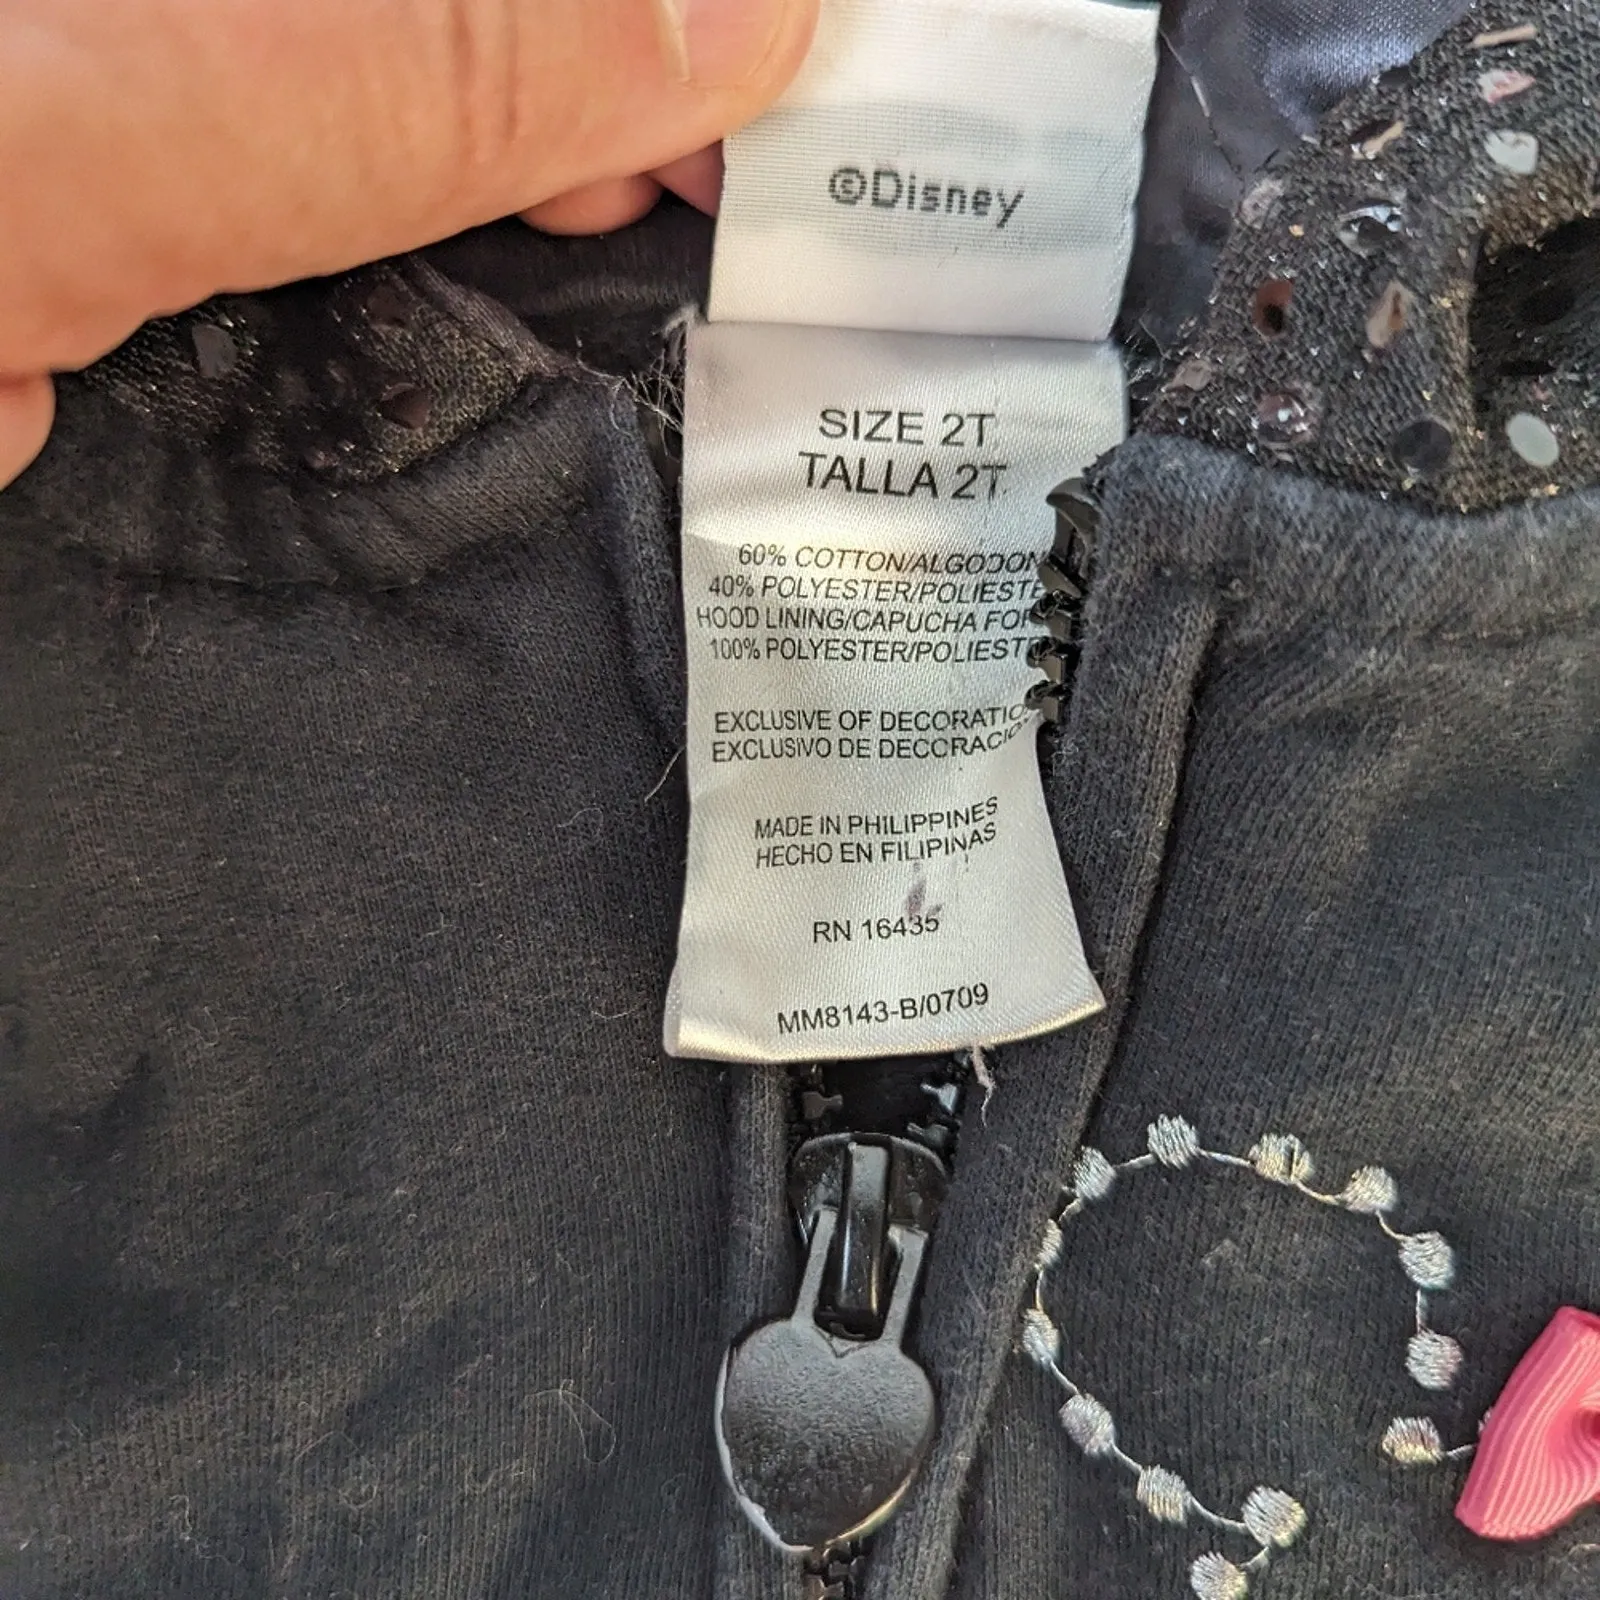 ©Disney
SIZE 2T
TALLA 2T
60% COTTON/ALGODON
40% POLYESTER/POLIESTE
HOOD LINING/CAPUCHA FOR
100% POLYESTER/POLIEST
EXCLUSIVE OF DECORATIO
EXCLUSIVO DE DECORACIO
MADE IN PHILIPPINES
HECHO EN FILIPINAS
RN 16435
MM8143-B/0709